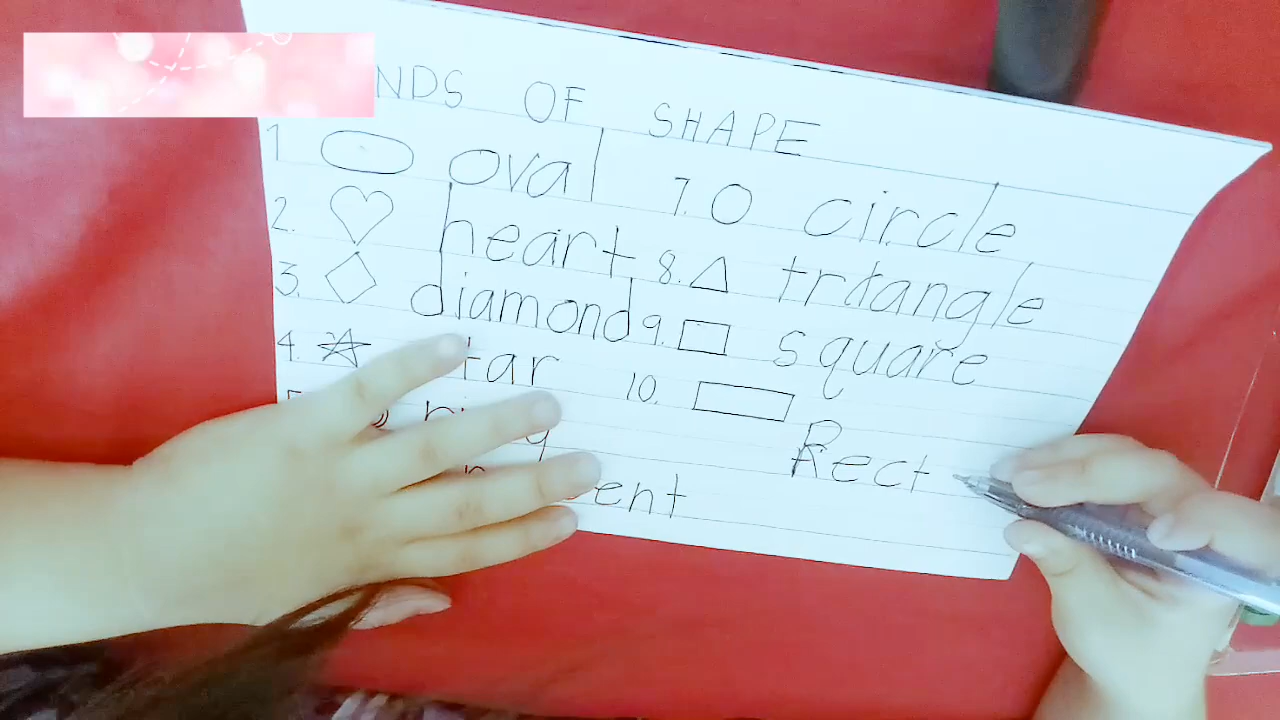 NDS OF SHAPE
1. oval
2. heart
3. diamond
4. tar
ent
7. circle
8. triangle
9. square
10.
Rect